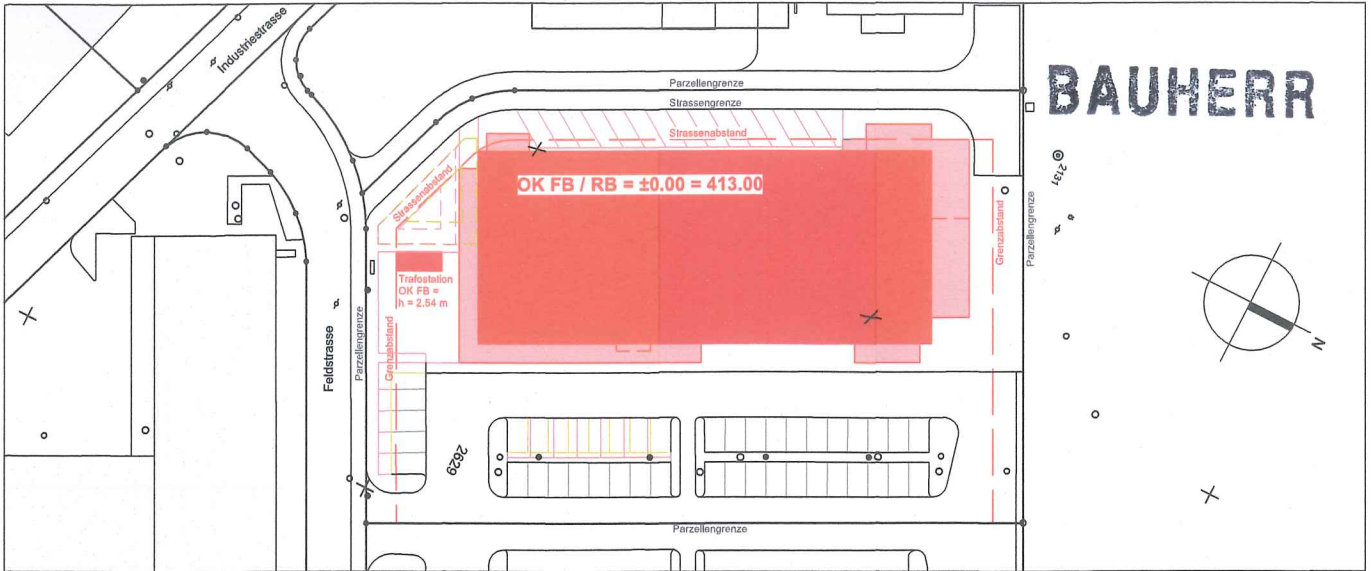 Industriestrasse
Parzellengrenze
Strassengrenze
Strassenabstand
BAUHERR
2131
OK FB / RB = ±0.00 = 413.00
Strassenabstand
Grenzabstand
Parzellengrenze
Trafostation
OK FB =
h = 2.54 m
Feldstrasse
Parzellengrenze
Grenzabstand
N
2629
Parzellengrenze